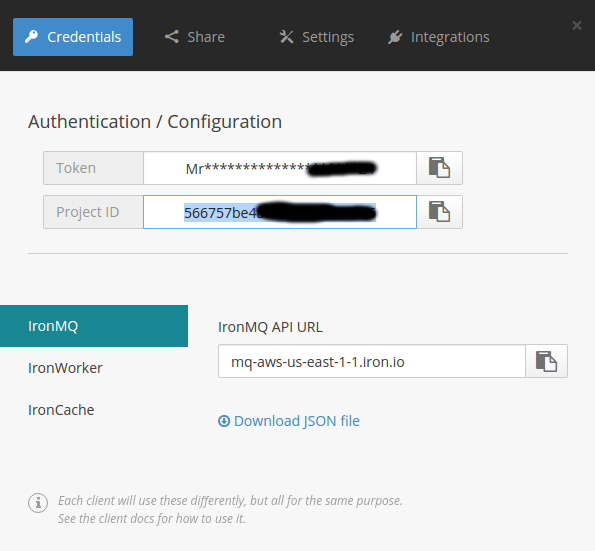 Credentials Share Settings Integrations
Authentication / Configuration
Token Mr**************
Project ID 566757be4
IronMQ
IronMQ API URL
mq-aws-us-east-1-1.iron.io
IronWorker
IronCache
Download JSON file
Each client will use these differently, but all for the same purpose.
See the client docs for how to use it.